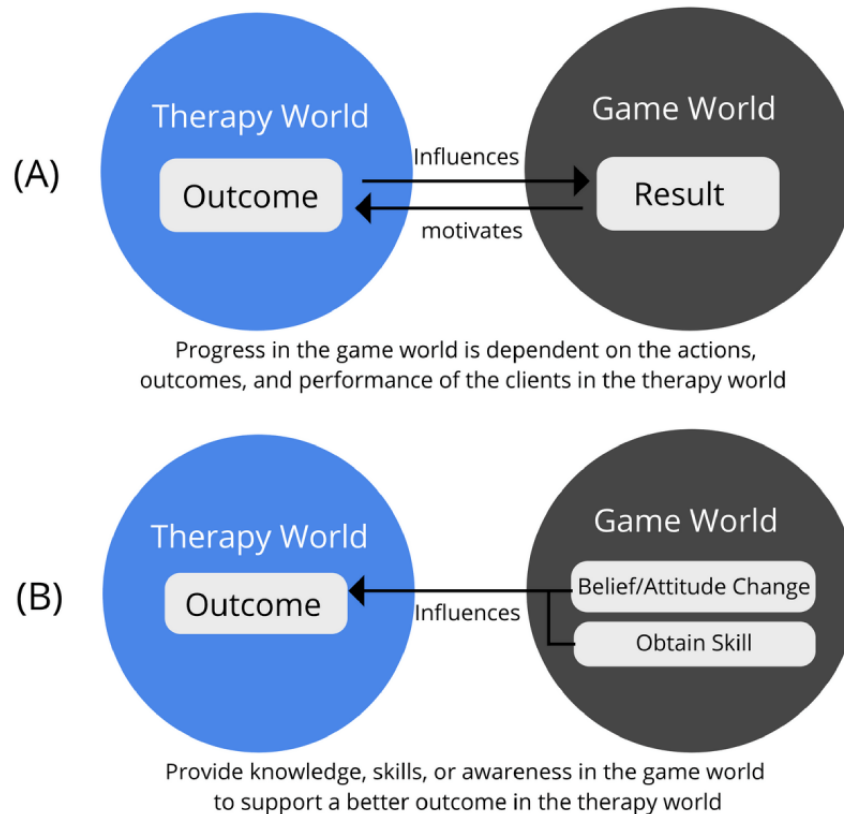 Therapy World
Game World
(A)
Influences
Outcome
Result
motivates
Progress in the game world is dependent on the actions,
outcomes, and performance of the clients in the therapy world
Therapy World
Game World
Belief/Attitude Change
(B)
Outcome
Influences
Obtain Skill
Provide knowledge, skills, or awareness in the game world
to support a better outcome in the therapy world